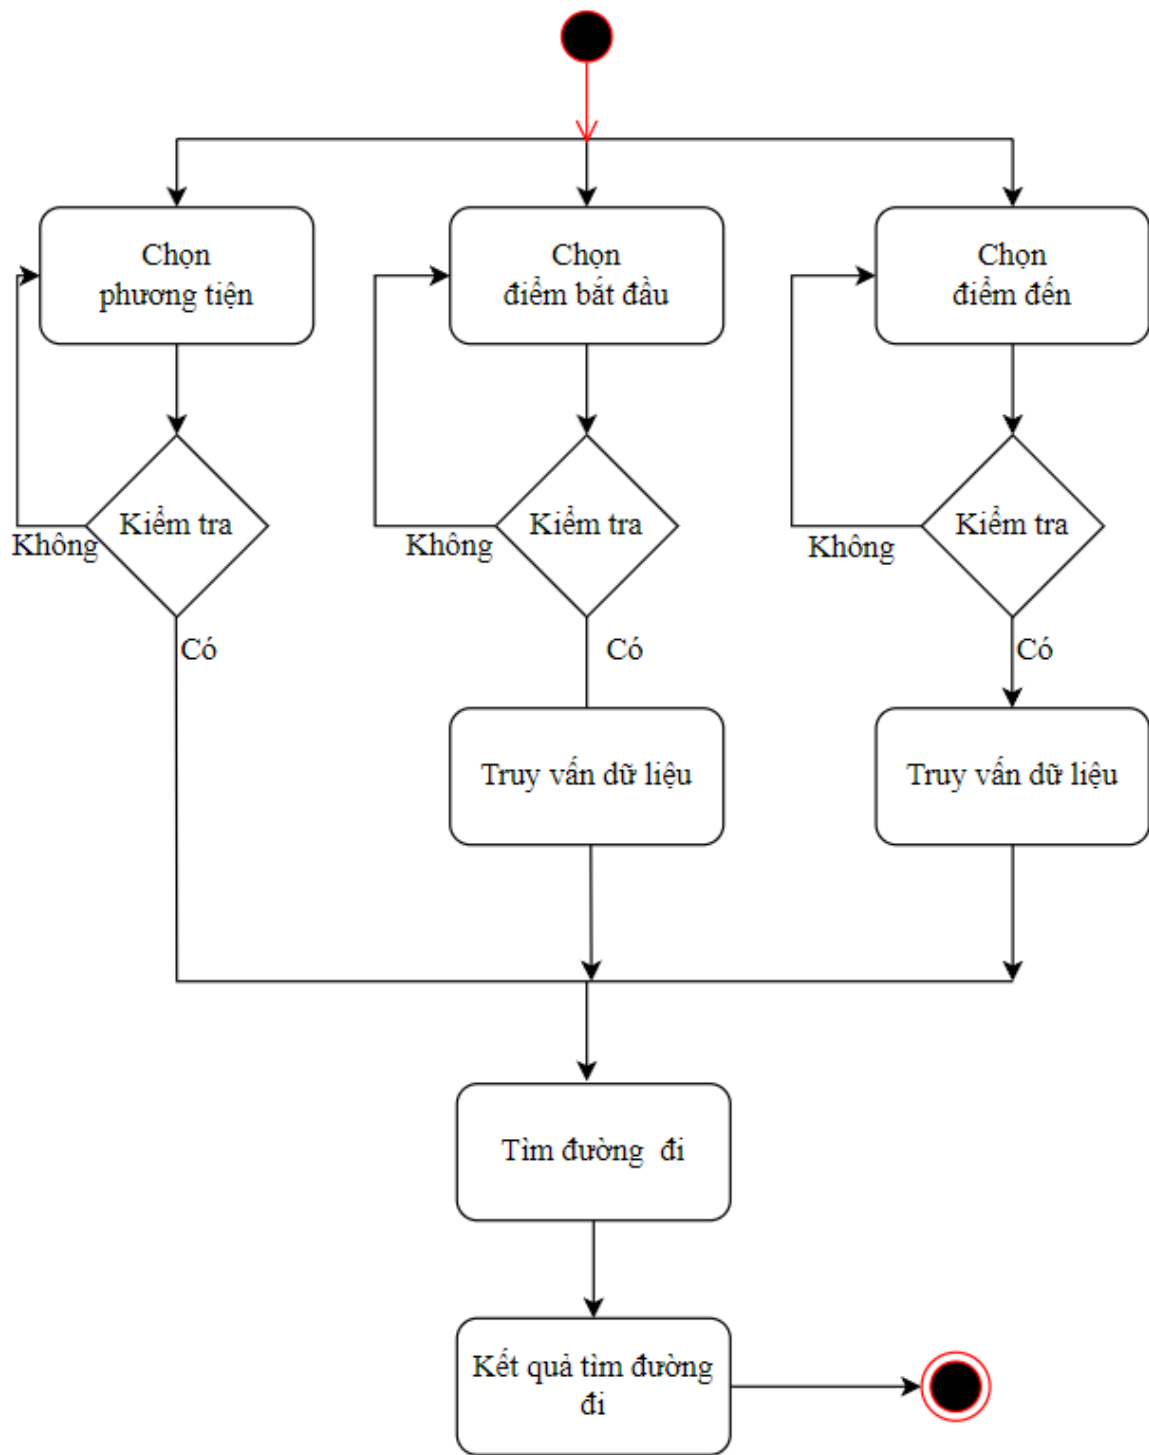 Chọn
phương tiện
Chọn
điểm bắt đầu
Chọn
điểm đến
Kiểm tra
Kiểm tra
Kiểm tra
Không
Không
Không
Có
Có
Có
Truy vấn dữ liệu
Truy vấn dữ liệu
Tìm đường đi
Kết quả tìm đường
đi